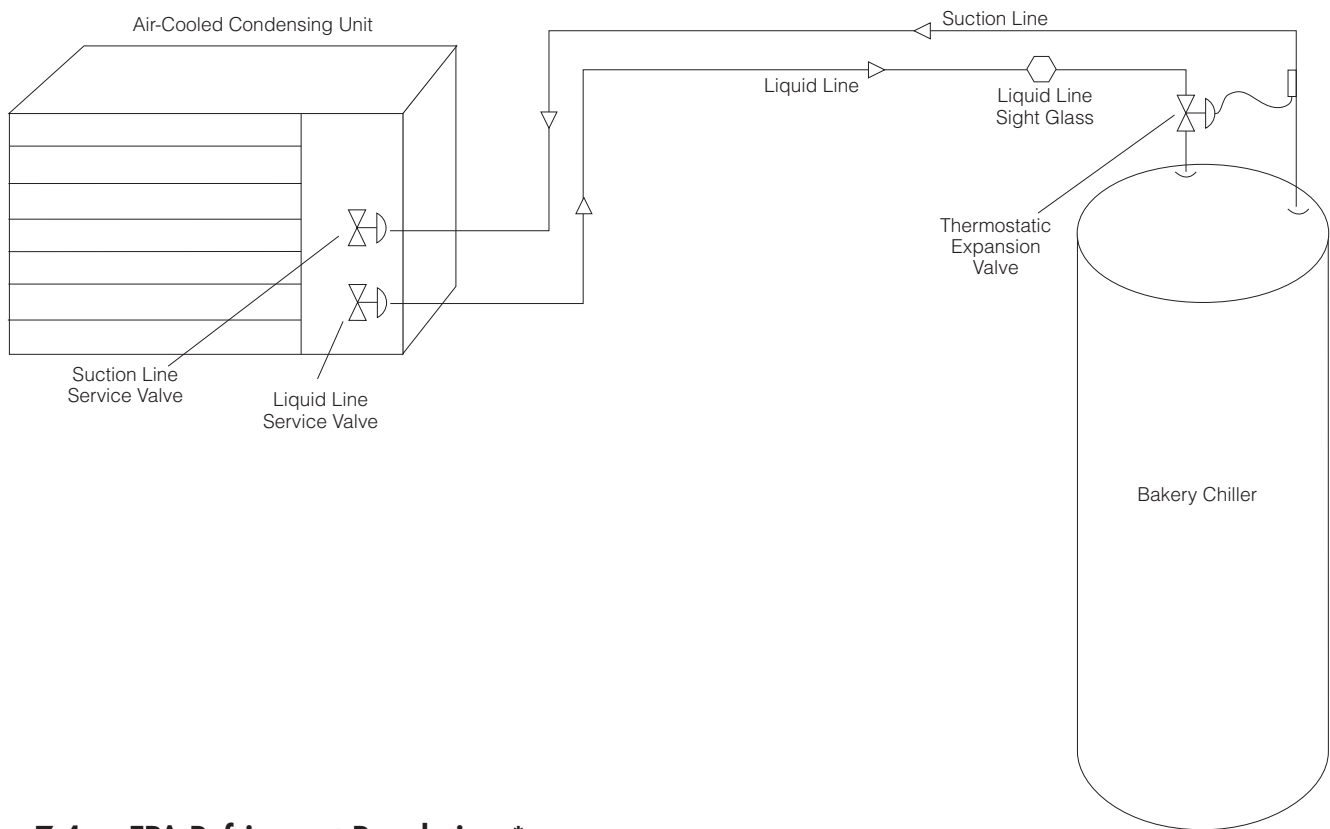 Air-Cooled Condensing Unit
Suction Line
Liquid Line
Liquid Line
Sight Glass
Thermostatic
Expansion
Valve
Suction Line
Service Valve
Liquid Line
Service Valve
Bakery Chiller